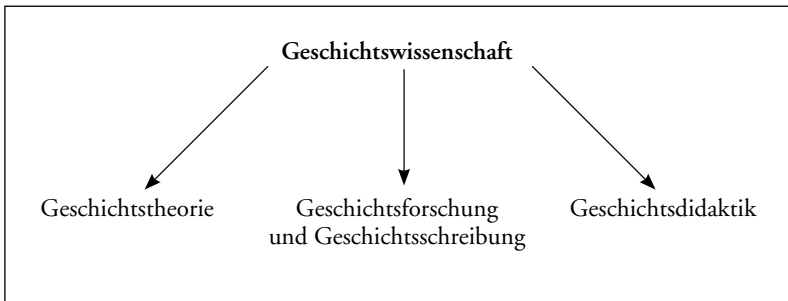 Geschichtswissenschaft
Geschichtstheorie
Geschichtsforschung
und Geschichtsschreibung
Geschichtsdidaktik